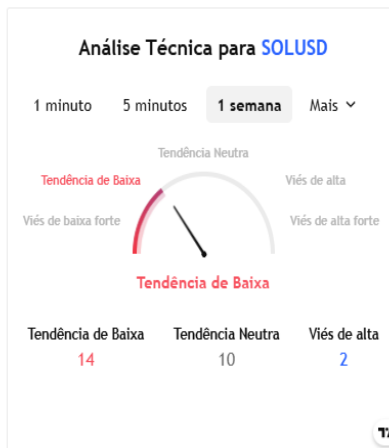 Análise Técnica para SOLUSD
1 minuto 5 minutos 1 semana Mais
Tendência Neutra
Tendência de Baixa Viés de alta
Viés de baixa forte Viés de alta forte
Tendência de Baixa
Tendência de Baixa Tendência Neutra Viés de alta
14 10 2